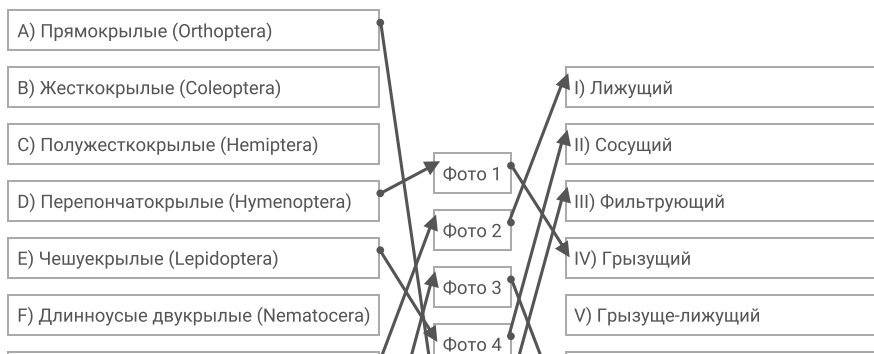 A) Прямокрылые (Orthoptera)
B) Жесткокрылые (Coleoptera)
C) Полужесткокрылые (Hemiptera)
D) Перепончатокрылые (Hymenoptera)
E) Чешуекрылые (Lepidoptera)
F) Длинноусые двукрылые (Nematocera)
Фото 1
Фото 2
Фото 3
Фото 4
I) Лижущий
II) Сосущий
III) Фильтрующий
IV) Грызущий
V) Грызуще-лижущий